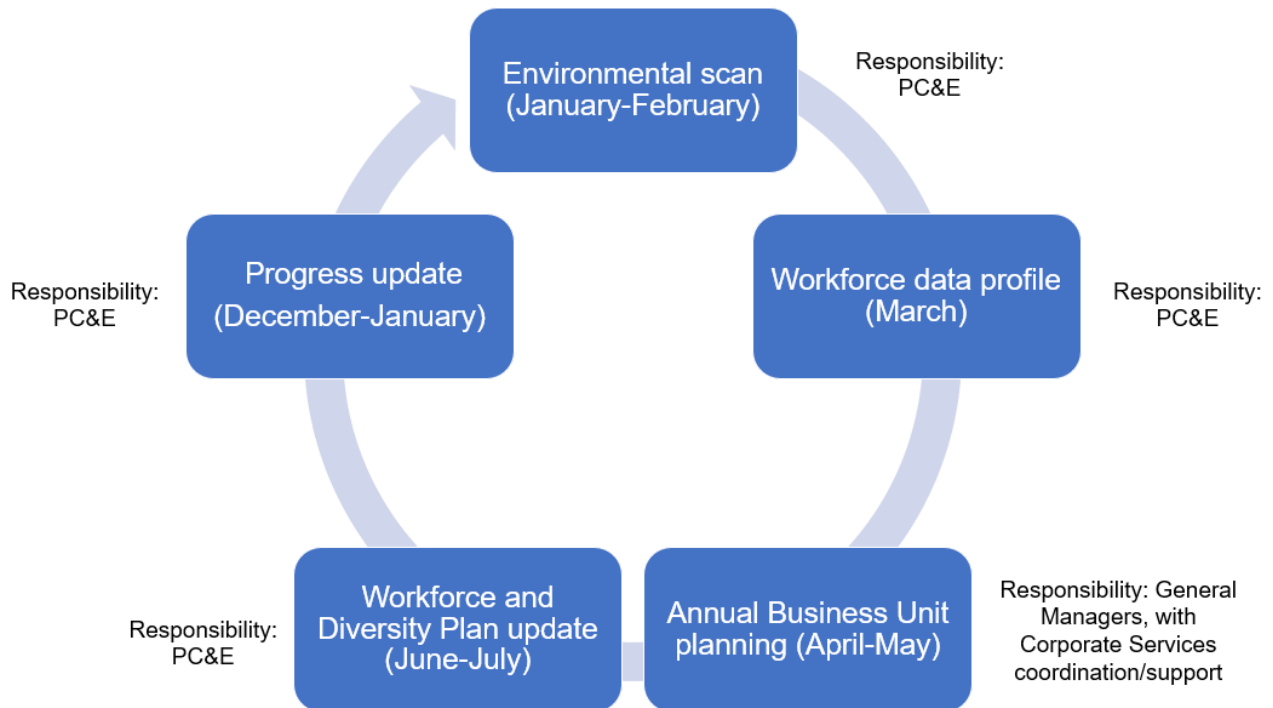 Environmental scan
(January-February)
Responsibility:
PC&E
Workforce data profile
(March)
Responsibility:
PC&E
Annual Business Unit
planning (April-May)
Responsibility: General
Managers, with
Corporate Services
coordination/support
Workforce and
Diversity Plan update
(June-July)
Responsibility:
PC&E
Progress update
(December-January)
Responsibility:
PC&E